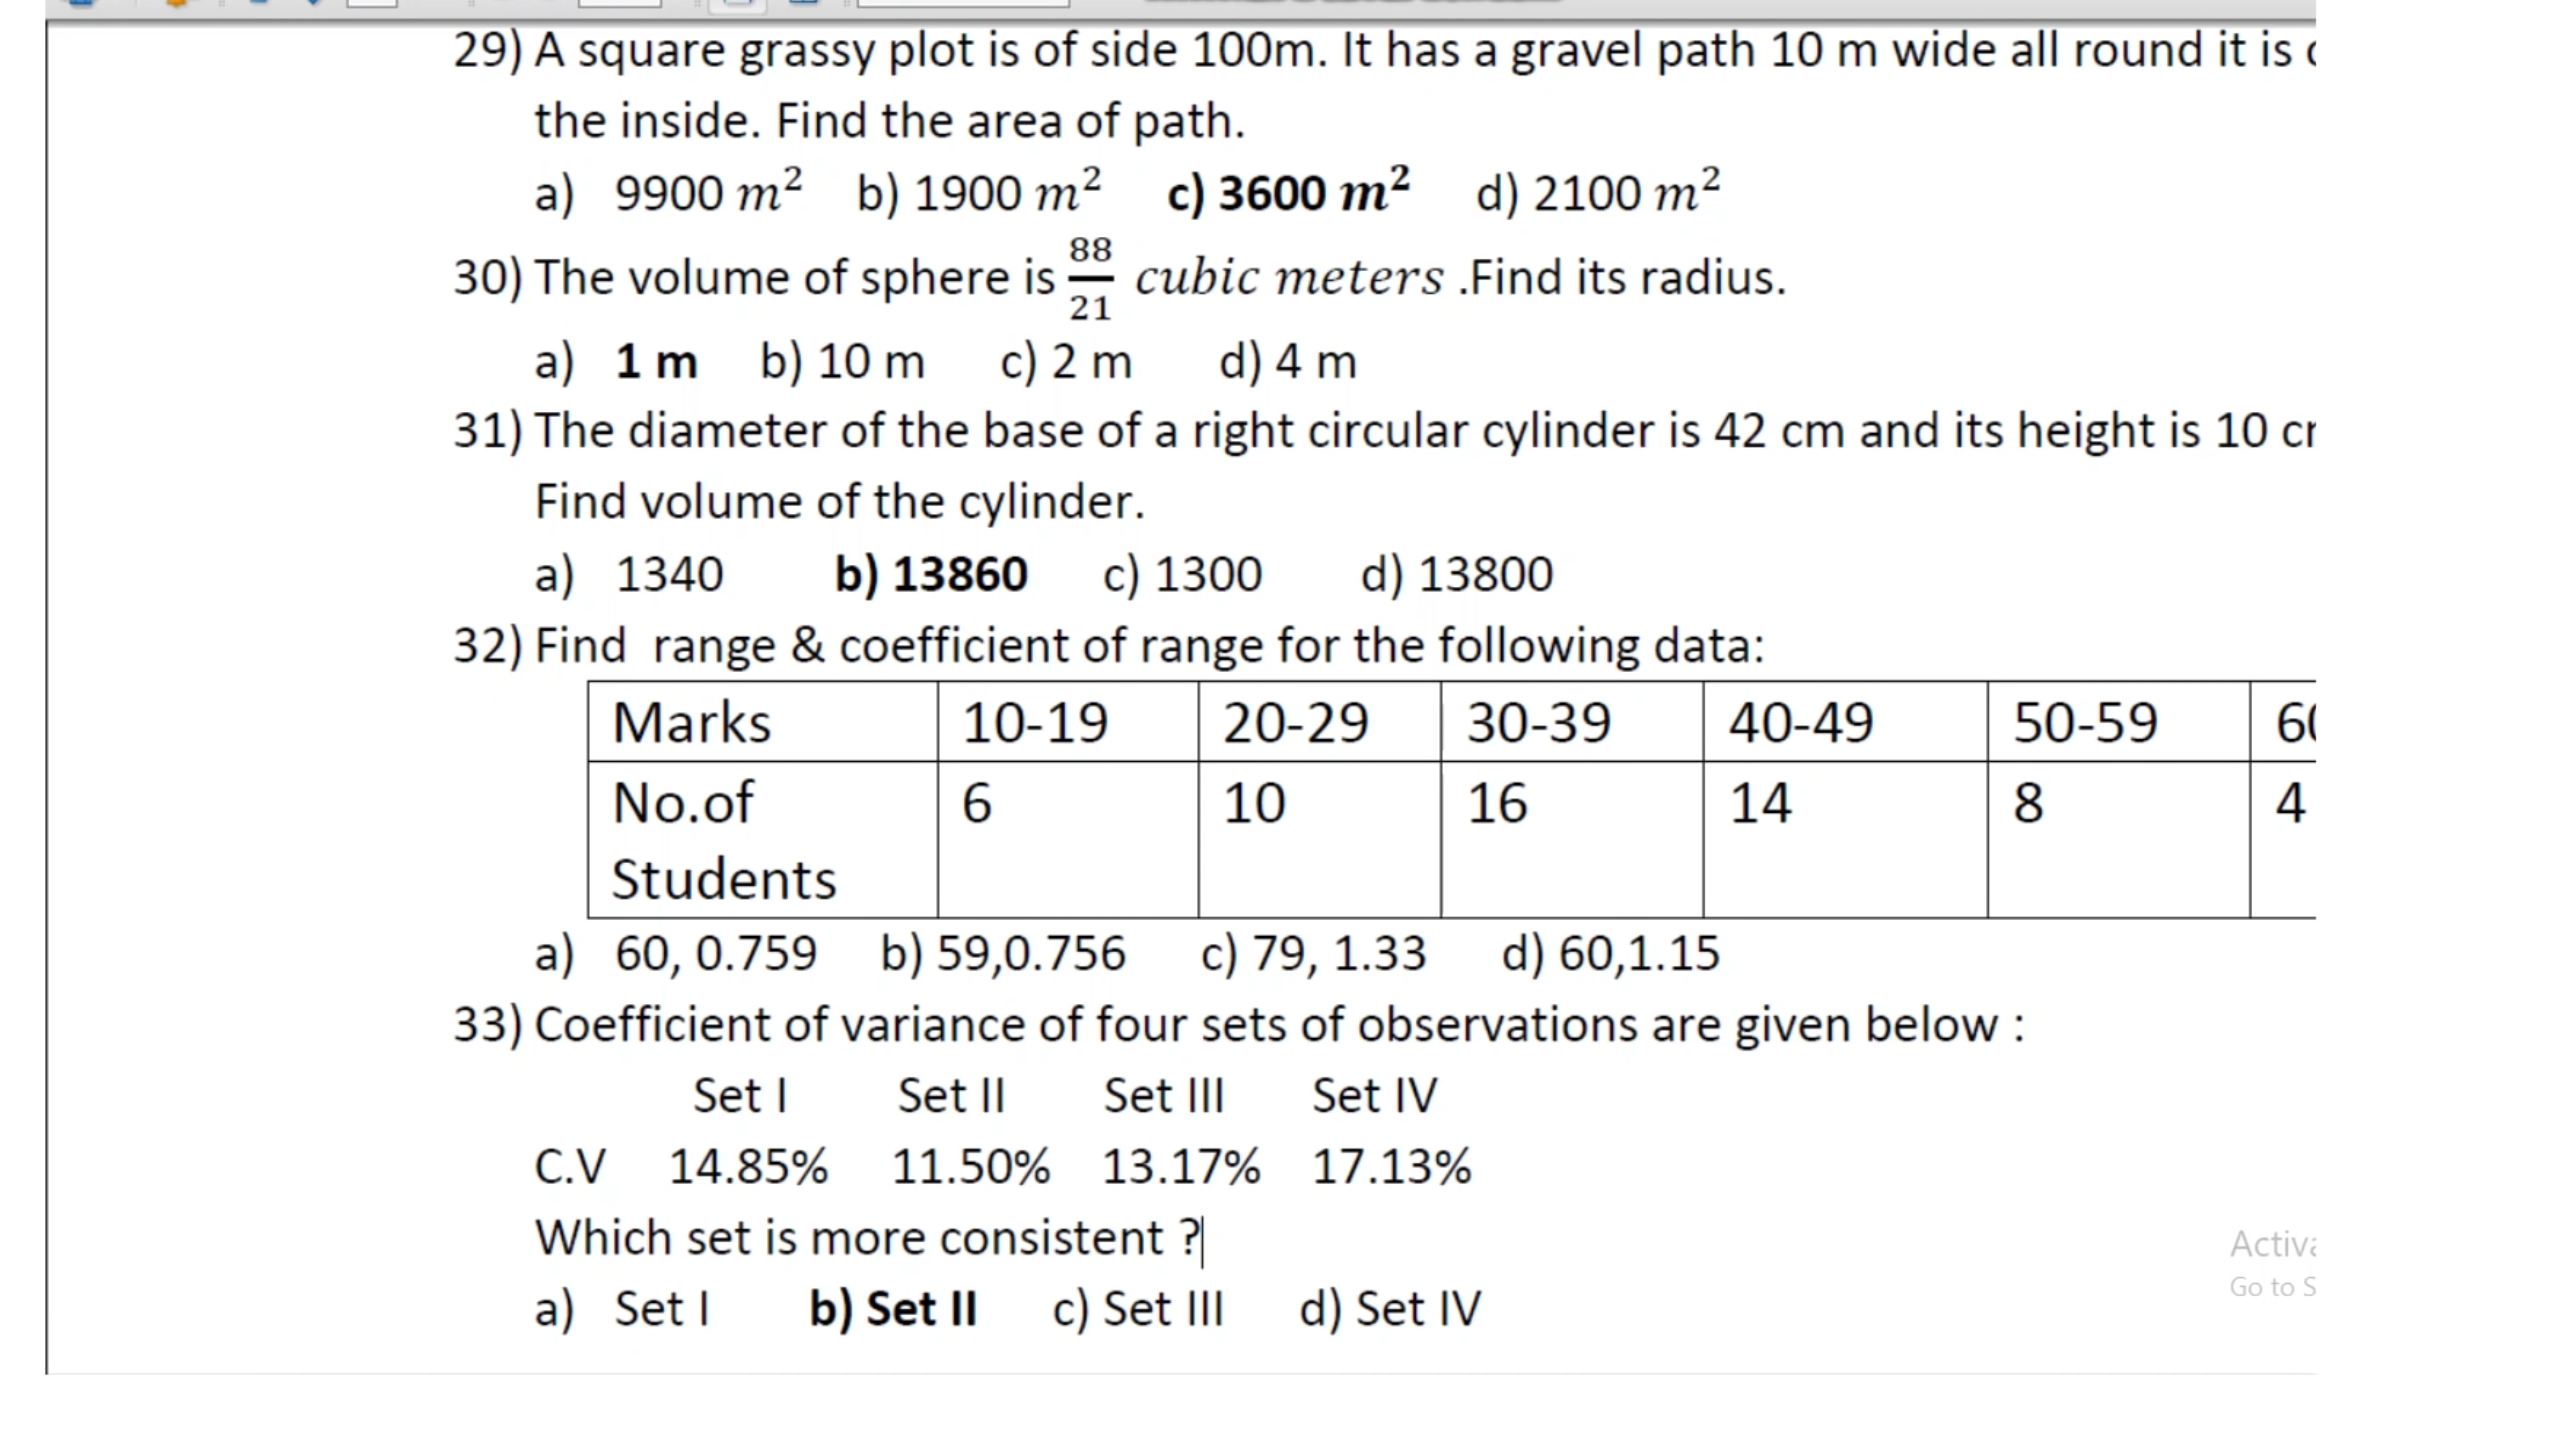 29) A square grassy plot is of side 100m. It has a gravel path 10 m wide all round it is
the inside. Find the area of path.
a) 9900 m² b) 1900 m² c) 3600 m² d) 2100 m²
30) The volume of sphere is 88/21 cubic meters .Find its radius.
a) 1 m b) 10 m c) 2 m d) 4 m
31) The diameter of the base of a right circular cylinder is 42 cm and its height is 10
Find volume of the cylinder.
a) 1340 b) 13860 c) 1300 d) 13800
32) Find range & coefficient of range for the following data:
Marks 10-19 20-29 30-39 40-49 50-59
No.of 6 10 16 14 8 4
Students
a) 60, 0.759 b) 59,0.756 c) 79, 1.33 d) 60,1.15
33) Coefficient of variance of four sets of observations are given below :
Set I Set II Set III Set IV
C.V 14.85% 11.50% 13.17% 17.13%
Which set is more consistent ?
a) Set I b) Set II c) Set III d) Set IV
Go to